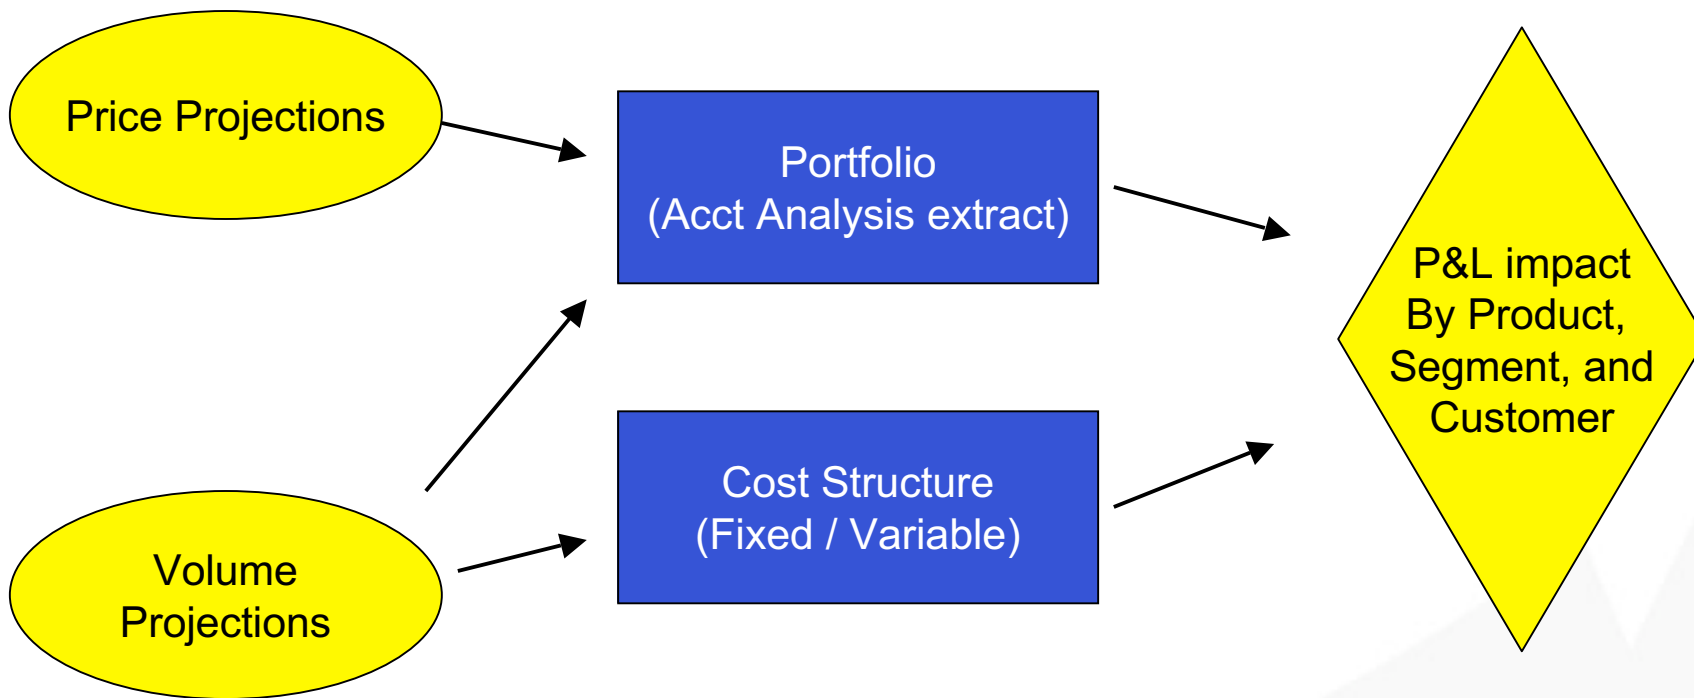 Price Projections
Portfolio
(Acct Analysis extract)
P&L impact
By Product,
Segment, and
Customer
Cost Structure
(Fixed / Variable)
Volume
Projections